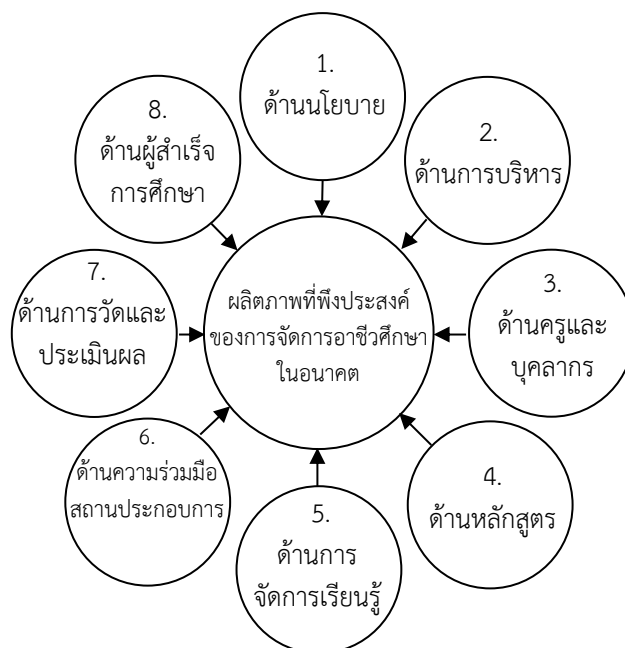 1.
ด้านนโยบาย
2.
ด้านการบริหาร
3.
ด้านครูและ
บุคลากร
4.
ด้านหลักสูตร
5.
ด้านการ
จัดการเรียนรู้
6.
ด้านความร่วมมือ
สถานประกอบการ
7.
ด้านการวัดและ
ประเมินผล
8.
ด้านผู้สำเร็จ
การศึกษา
ผลิตภาพที่พึงประสงค์
ของการจัดการอาชีวศึกษา
ในอนาคต